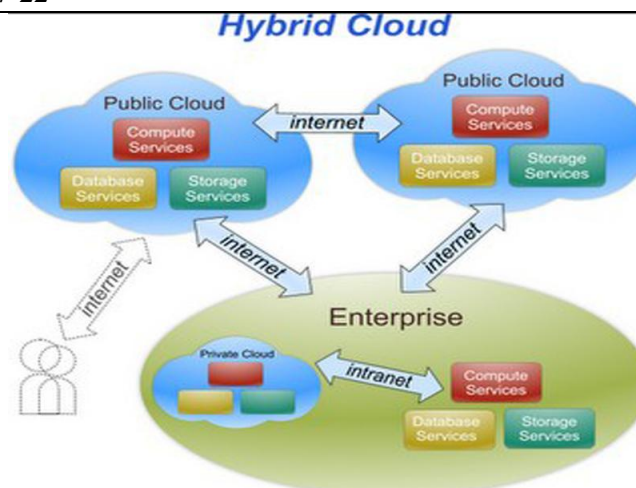 Hybrid Cloud
Public Cloud
Compute
Services
Database
Services
Storage
Services
internet
Public Cloud
Compute
Services
Database
Services
Storage
Services
internet
internet
internet
Enterprise
Private Cloud
intranet
Compute
Services
Database
Services
Storage
Services